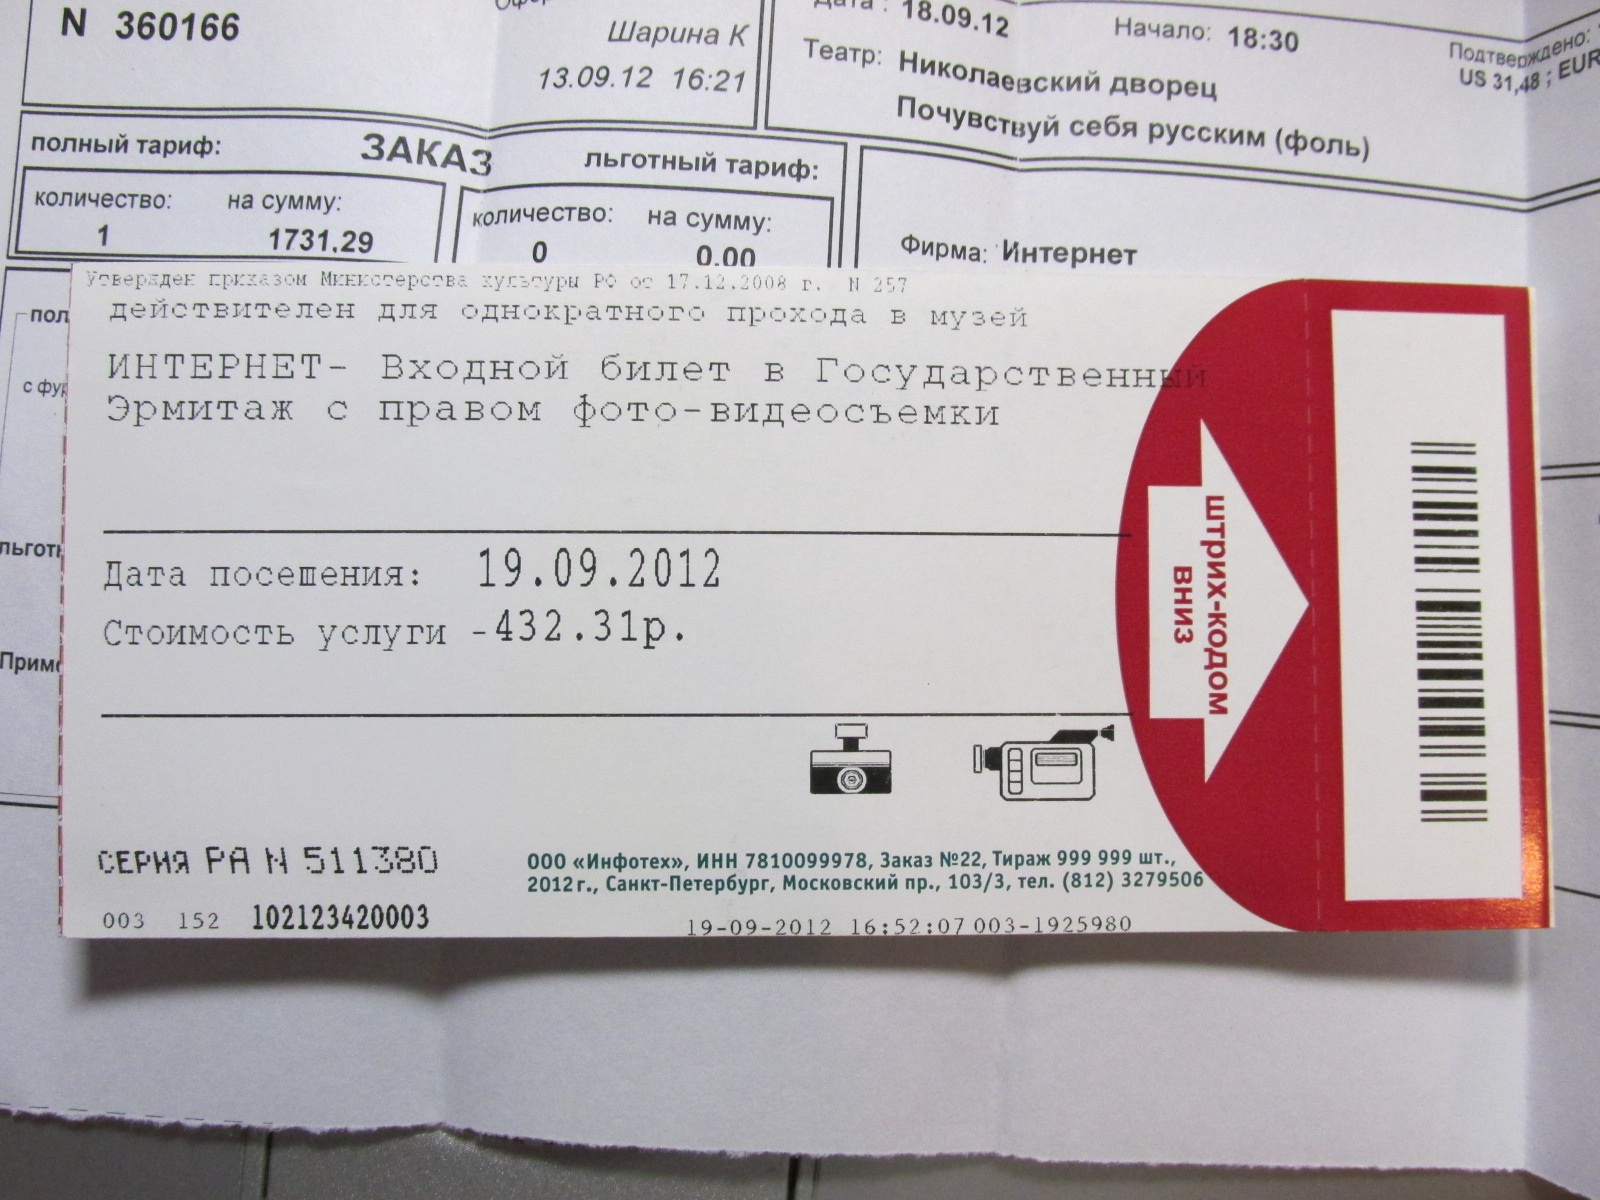 N 360166
Шарина К
13.09.12 16:21
18.09.12
Начало: 18:30
Подтверждено:
US 31,48 ; EUR
Театр: Николаевский дворец
Почувствуй себя русским (фоль)
полный тариф:
ЗАКАЗ
льготный тариф:
количество: на сумму:
1 1731.29
количество: на сумму:
0 0.00
Фирма: Интернет
Утвержден приказом Министерства культуры РФ от 17.12.2008 г. N 257
действителен для однократного прохода в музей
ИНТЕРНЕТ- Входной билет в Государственный
Эрмитаж с правом фото-видеосъемки
Дата посешения: 19.09.2012
Стоимость услуги -432.31р.
штрих-кодом
вниз
СЕРИЯ РА N 511380
ООО «Инфотех», ИНН 7810099978, Заказ №22, Тираж 999 999 шт.,
2012г., Санкт-Петербург, Московский пр., 103/3, тел. (812) 3279506
003 152 102123420003
19-09-2012 16:52:07 003-1925980